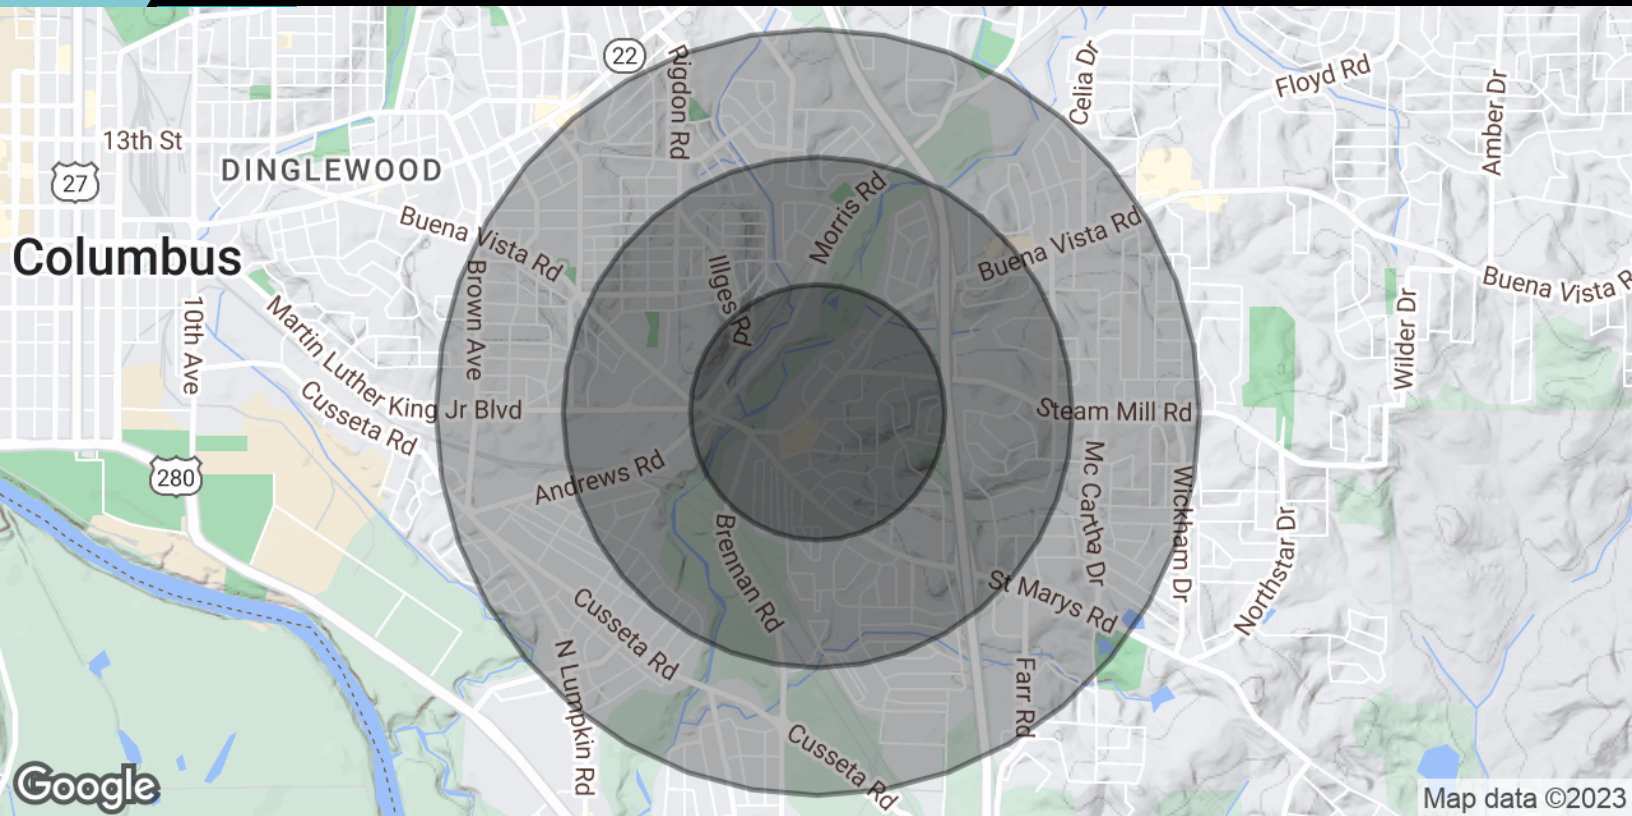 22
Rigdon Rd
Celia Dr
Floyd Rd
Amber Dr
13th St
DINGLEWOOD
27
Morris Rd
Buena Vista Rd
Buena Vista Rd
Columbus
Illges Rd
Brown Ave
Buena Vista R
10th Ave
Martin Luther King Jr Blvd
Wilder Dr
Cusseta Rd
Steam Mill Rd
280
Andrews Rd
Mc Cartha Dr
Wickham Dr
Brennan Rd
Northstar Dr
St Marys Rd
Cusseta Rd
N Lumpkin Rd
Farr Rd
Cusseta Rd
Google
Map data ©2023